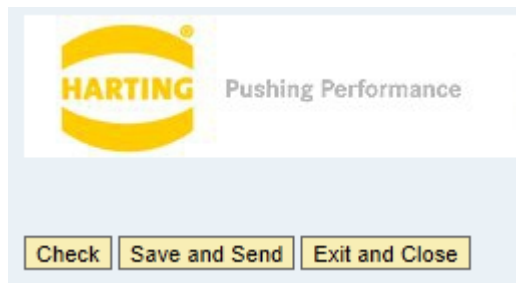 HARTING Pushing Performance
Check Save and Send Exit and Close